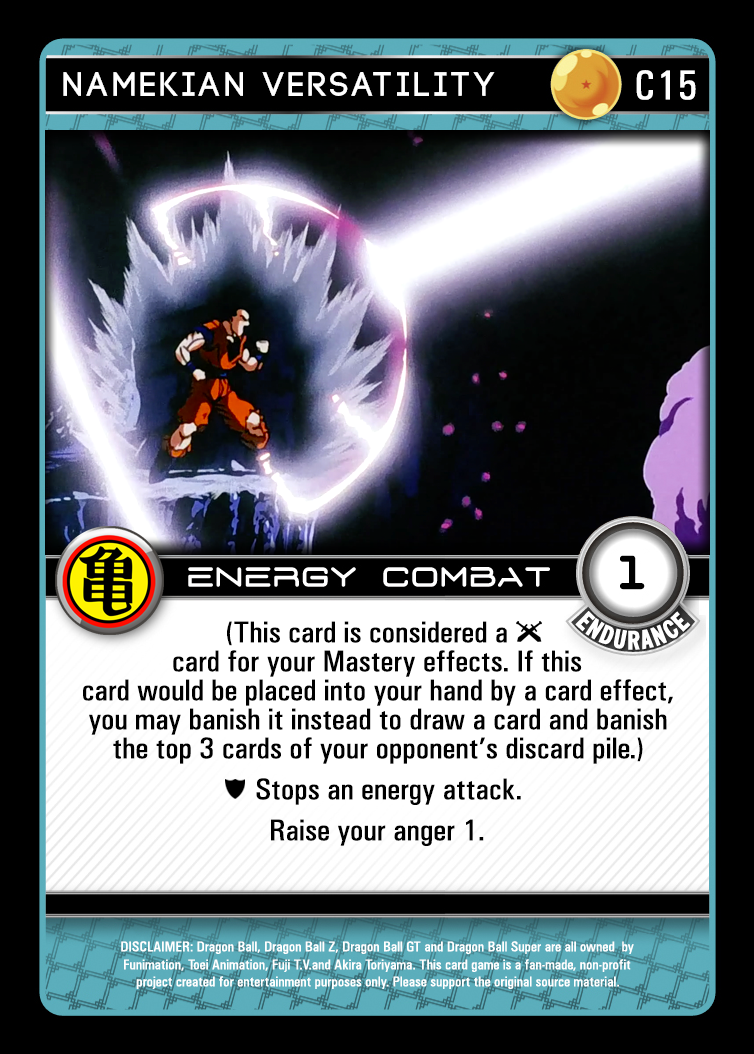 NAMEKIAN VERSATILITY
C15
亀
ENERGY COMBAT
1
ENDURANCE
(This card is considered a
card for your Mastery effects. If this
card would be placed into your hand by a card effect,
you may banish it instead to draw a card and banish
the top 3 cards of your opponent's discard pile.)
Stops an energy attack.
Raise your anger 1.
DISCLAIMER: Dragon Ball, Dragon Ball Z, Dragon Ball GT and Dragon Ball Super are all owned by
Funimation, Toei Animation, Fuji T.V.and Akira Toriyama. This card game is a fan-made, non-profit
project created for entertainment purposes only. Please support the original source material.